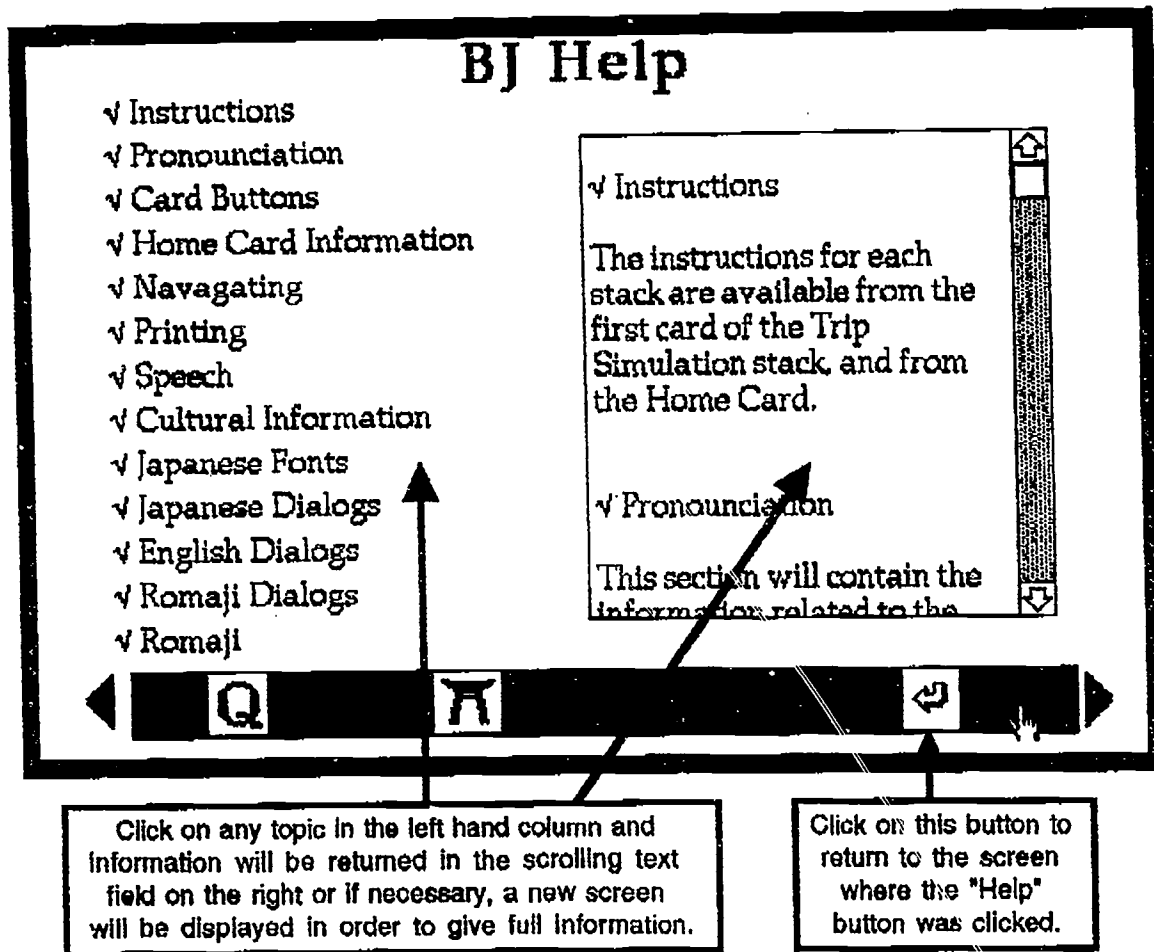 BJ Help
√ Instructions
√ Pronounciation
√ Card Buttons
√ Home Card Information
√ Navagating
√ Printing
√ Speech
√ Cultural Information
√ Japanese Fonts
√ Japanese Dialogs
√ English Dialogs
√ Romaji Dialogs
√ Romaji
√ Instructions
The instructions for each
stack are available from the
first card of the Trip
Simulation stack, and from
the Home Card.
√ Pronounciation
This section will contain the
information related to the
Q
Click on any topic in the left hand column and
information will be returned in the scrolling text
field on the right or if necessary, a new screen
will be displayed in order to give full information.
Click on this button to
return to the screen
where the "Help"
button was clicked.